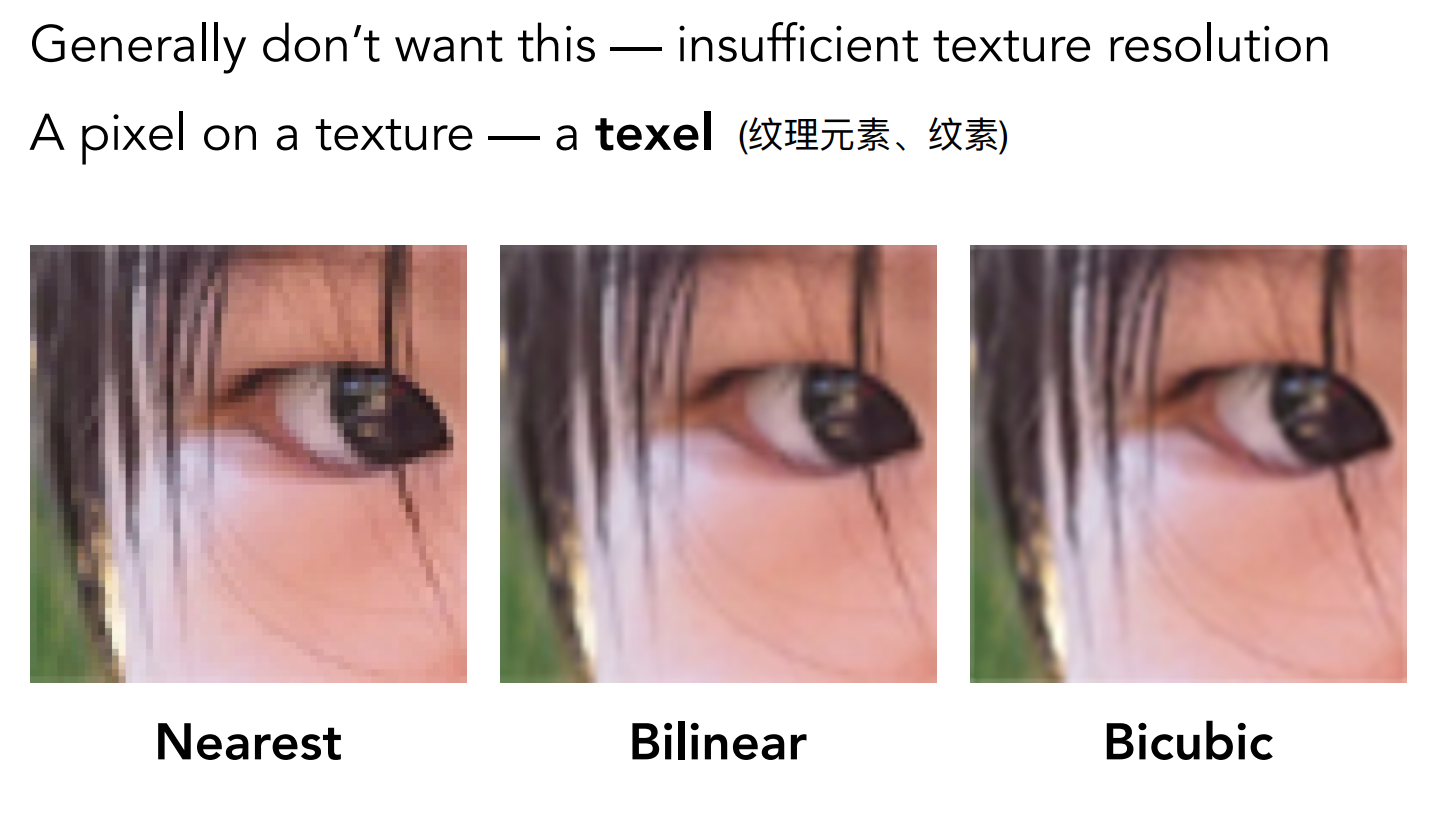 Generally don’t want this — insufficient texture resolution
A pixel on a texture — a texel (纹理元素、纹素)
Nearest
Bilinear
Bicubic